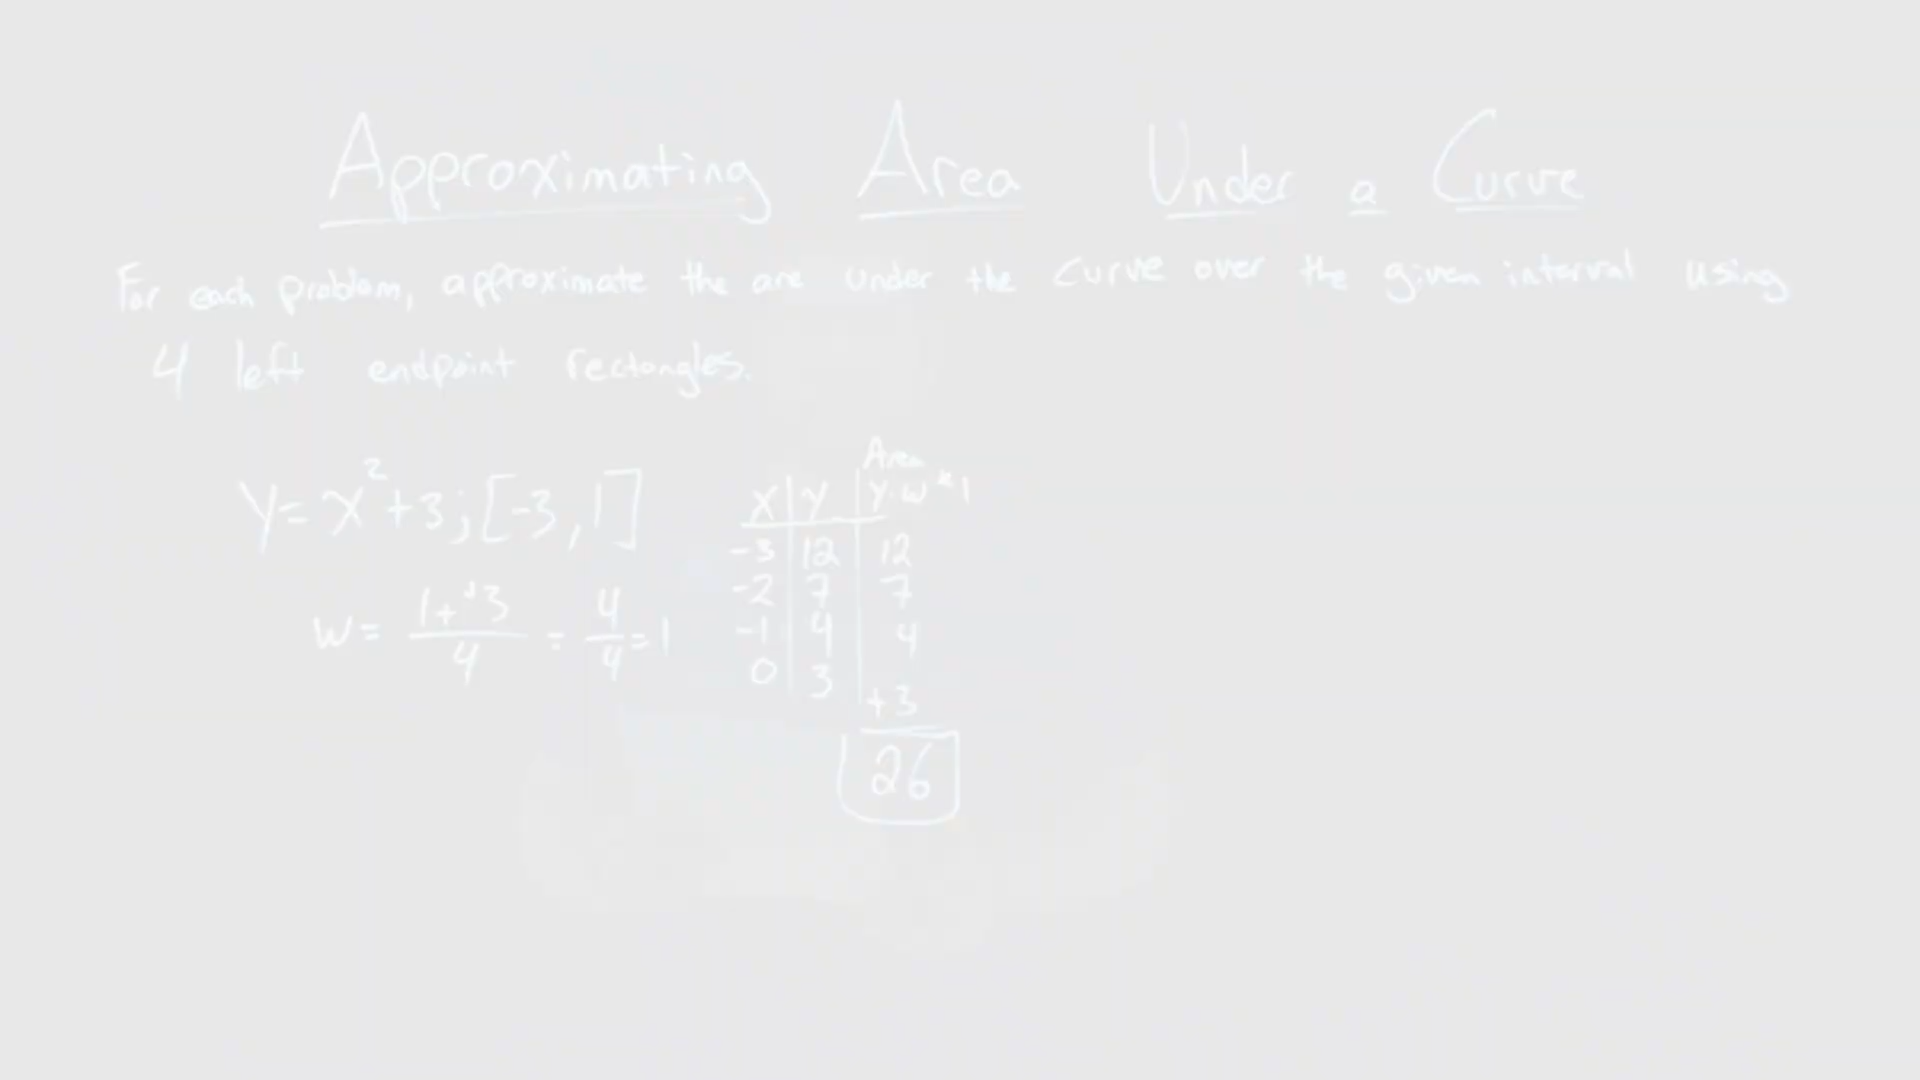 Approximating Area Under a Curve
For each problem, approximate the are under the curve over the given interval using
4 left endpoint rectangles.
y=x²+3; [-3,1]
w= (1+3)/4 = 4/4 = 1
Area
x | y | y·w *1
-3 | 12 | 12
-2 | 7 | 7
-1 | 4 | 4
0 | 3 | +3
26